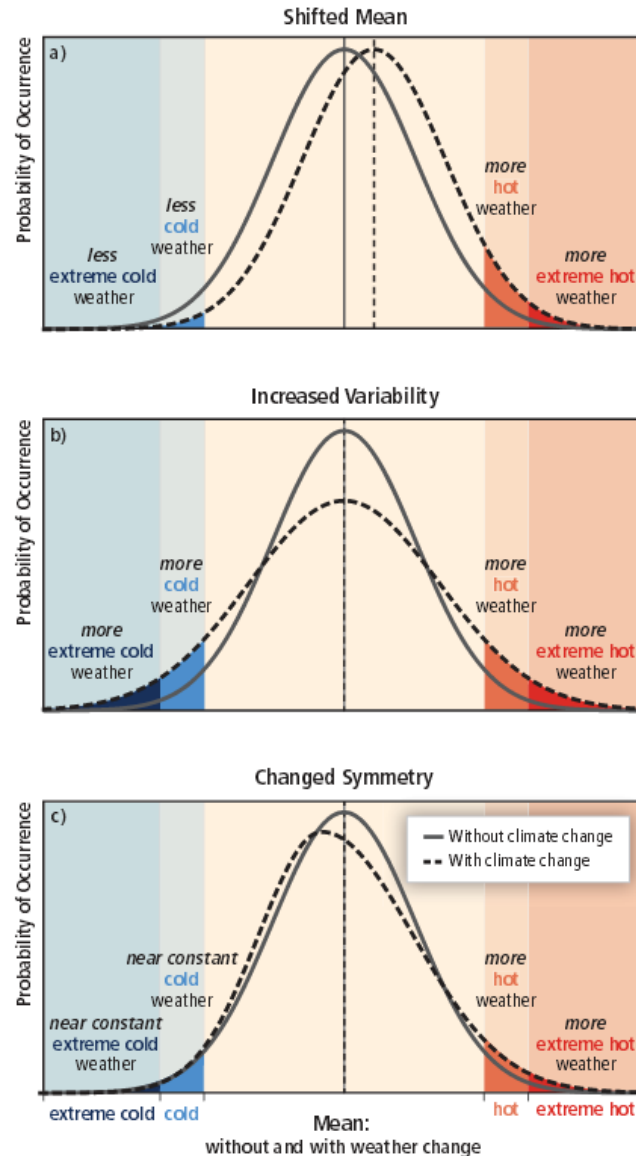 Shifted Mean
a)
Probability of Occurrence
less
extreme cold
weather
less
cold
weather
more
hot
weather
more
extreme hot
weather
Increased Variability
b)
Probability of Occurrence
more
extreme cold
weather
more
cold
weather
more
hot
weather
more
extreme hot
weather
Changed Symmetry
c)
Probability of Occurrence
Without climate change
With climate change
near constant
extreme cold
weather
near constant
cold
weather
more
hot
weather
more
extreme hot
weather
extreme cold
cold
Mean:
without and with weather change
hot
extreme hot